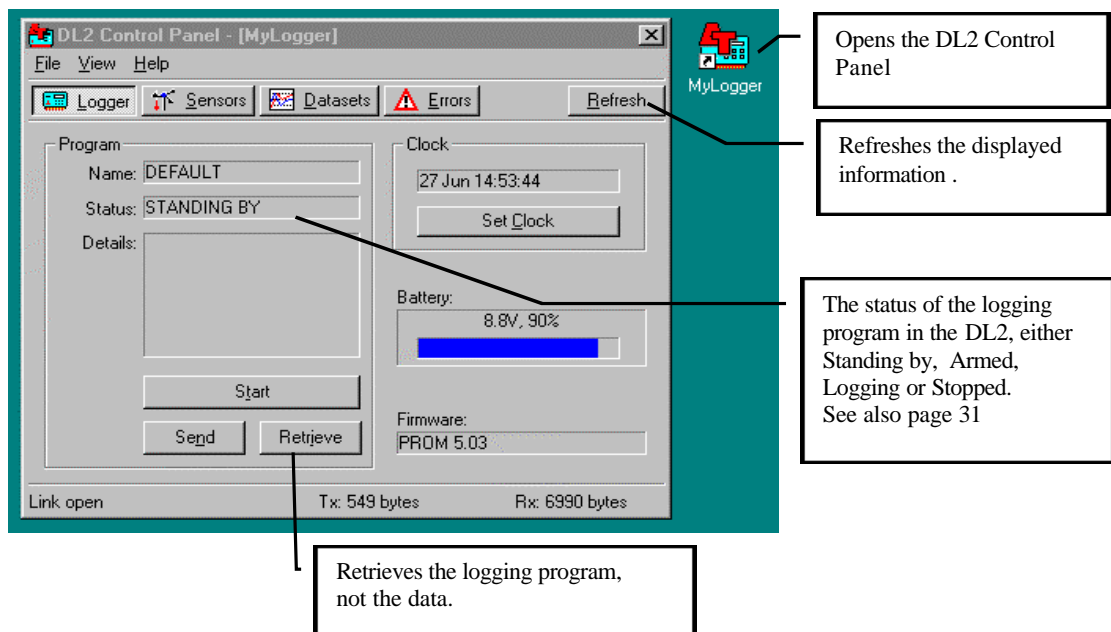 DL2 Control Panel - [MyLogger]
File View Help
Logger Sensors Datasets Errors Refresh
Program
Name: DEFAULT
Status: STANDING BY
Details:
Start
Send Retrieve
Clock
27 Jun 14:53:44
Set Clock
Battery:
8.8V, 90%
Firmware:
PROM 5.03
Link open Tx: 549 bytes Rx: 6990 bytes
MyLogger
Opens the DL2 Control
Panel
Refreshes the displayed
information .
The status of the logging
program in the DL2, either
Standing by, Armed,
Logging or Stopped.
See also page 31
Retrieves the logging program,
not the data.